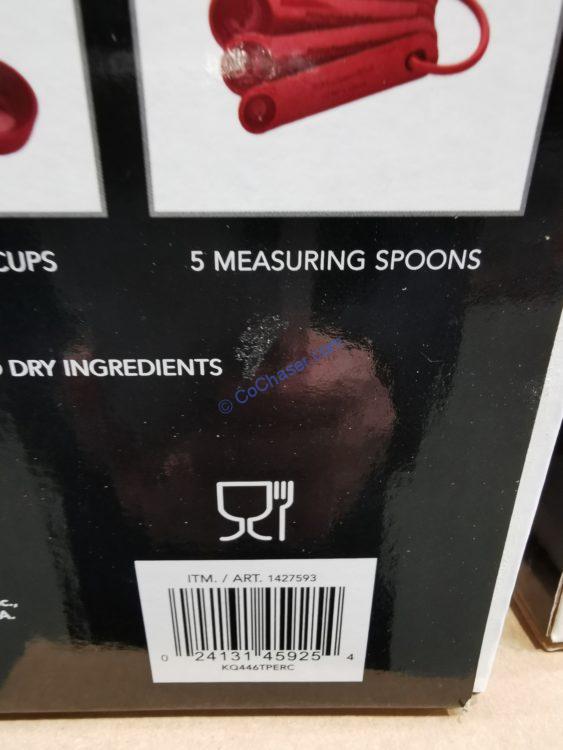 CUPS
5 MEASURING SPOONS
DRY INGREDIENTS
© CoChaser.com
ITM. / ART. 1427593
0 24131 45925 4
KQ446TPERC